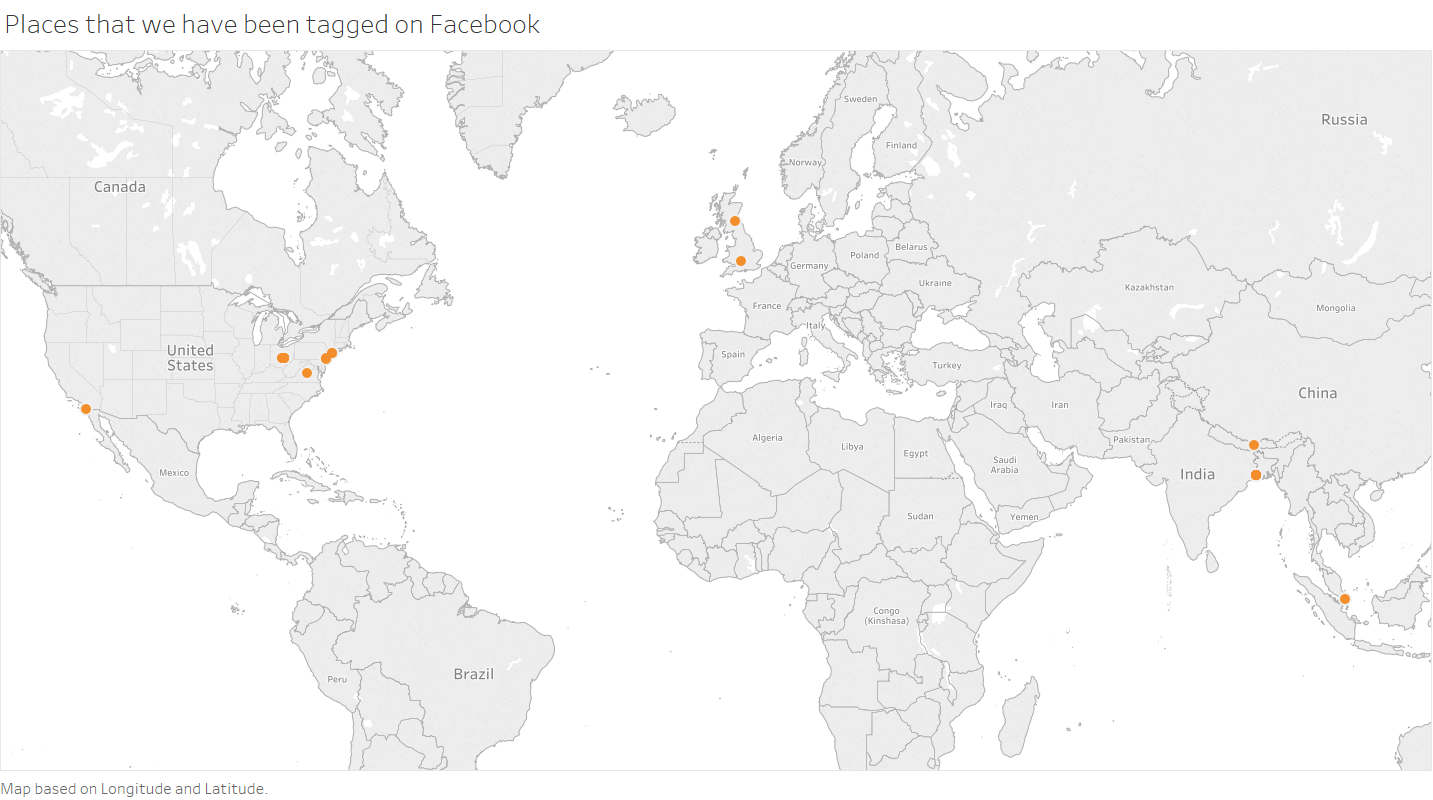 Places that we have been tagged on Facebook
Sweden
Russia
Finland
Norway
Canada
Belarus
Poland
Germany
Ukraine
Kazakhstan
France
Mongolia
Italy
United
States
Spain
Turkey
China
Iraq
Iran
Algeria
Pakistan
Libya
Egypt
Saudi
Arabia
Mexico
India
Sudan
Yemen
Congo
(Kinshasa)
Brazil
Peru
Map based on Longitude and Latitude.